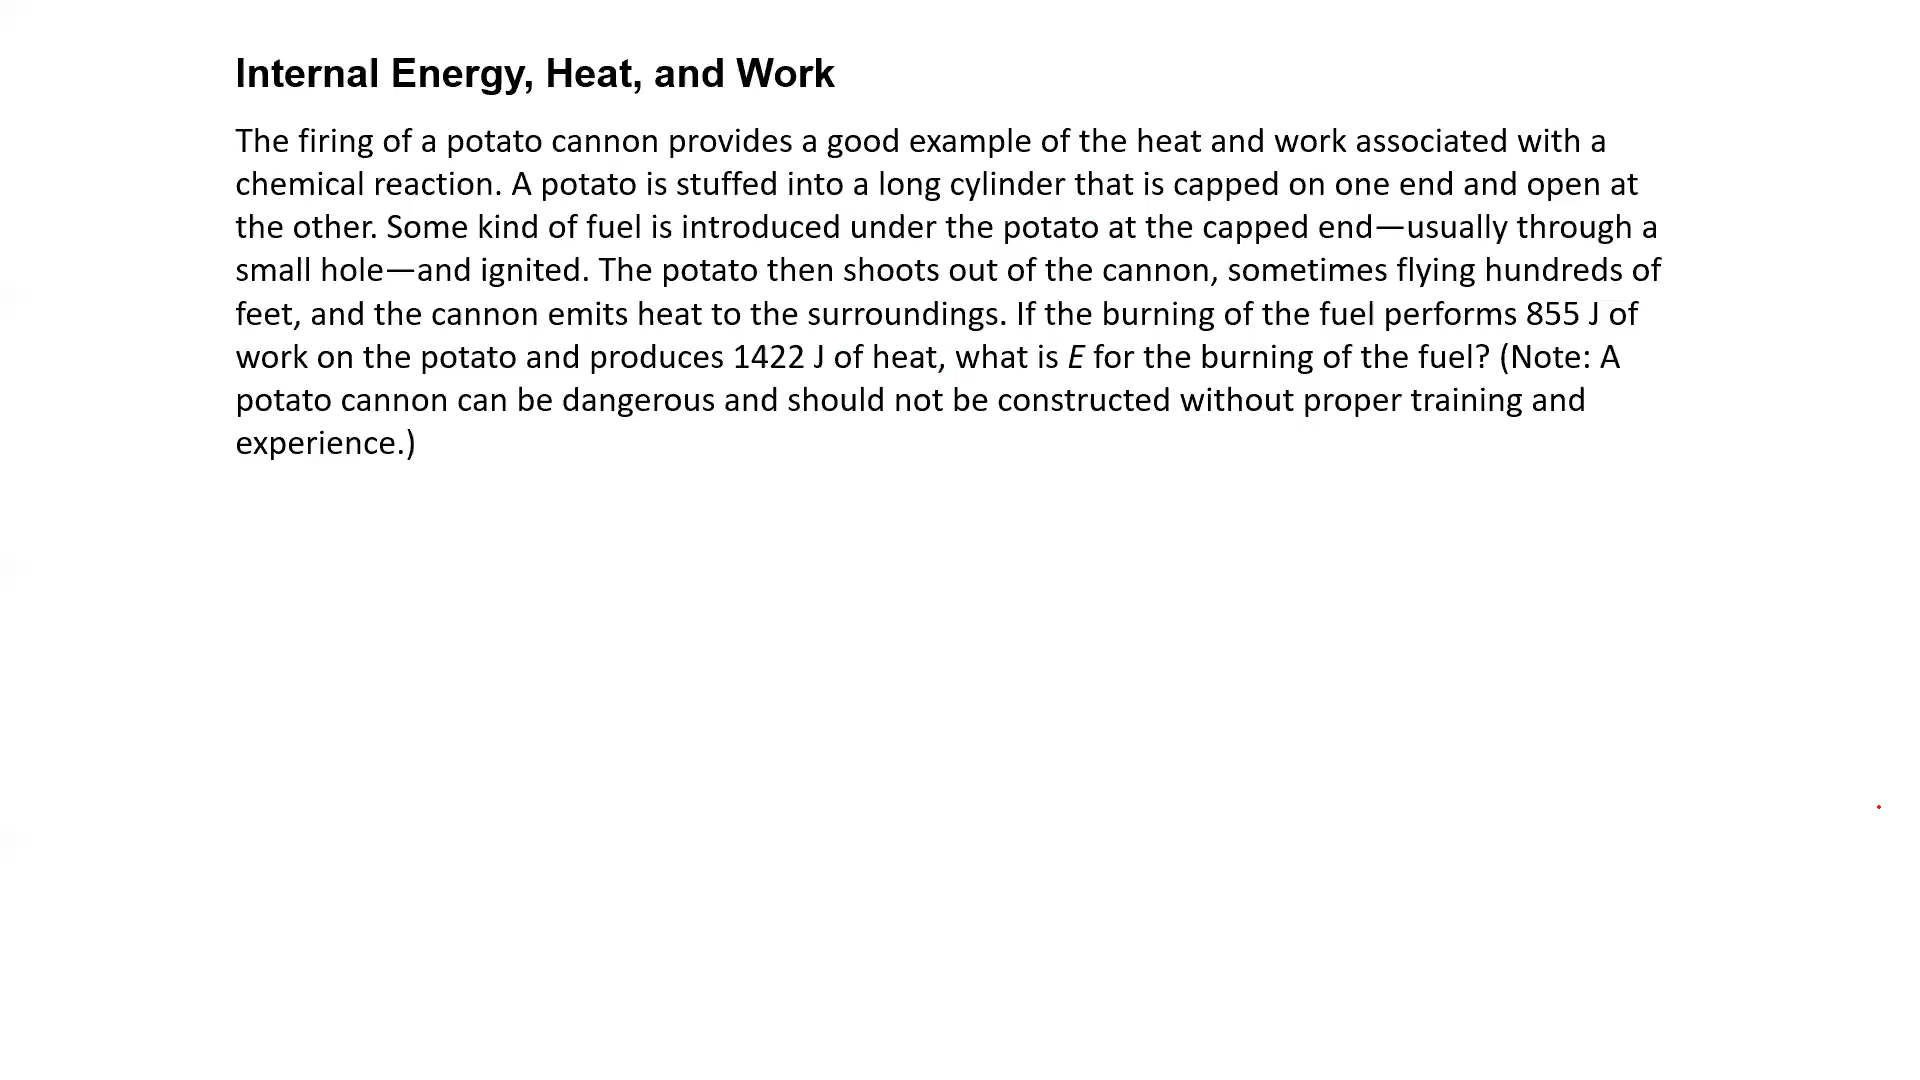 Internal Energy, Heat, and Work
The firing of a potato cannon provides a good example of the heat and work associated with a
chemical reaction. A potato is stuffed into a long cylinder that is capped on one end and open at
the other. Some kind of fuel is introduced under the potato at the capped end—usually through a
small hole—and ignited. The potato then shoots out of the cannon, sometimes flying hundreds of
feet, and the cannon emits heat to the surroundings. If the burning of the fuel performs 855 J of
work on the potato and produces 1422 J of heat, what is E for the burning of the fuel? (Note: A
potato cannon can be dangerous and should not be constructed without proper training and
experience.)